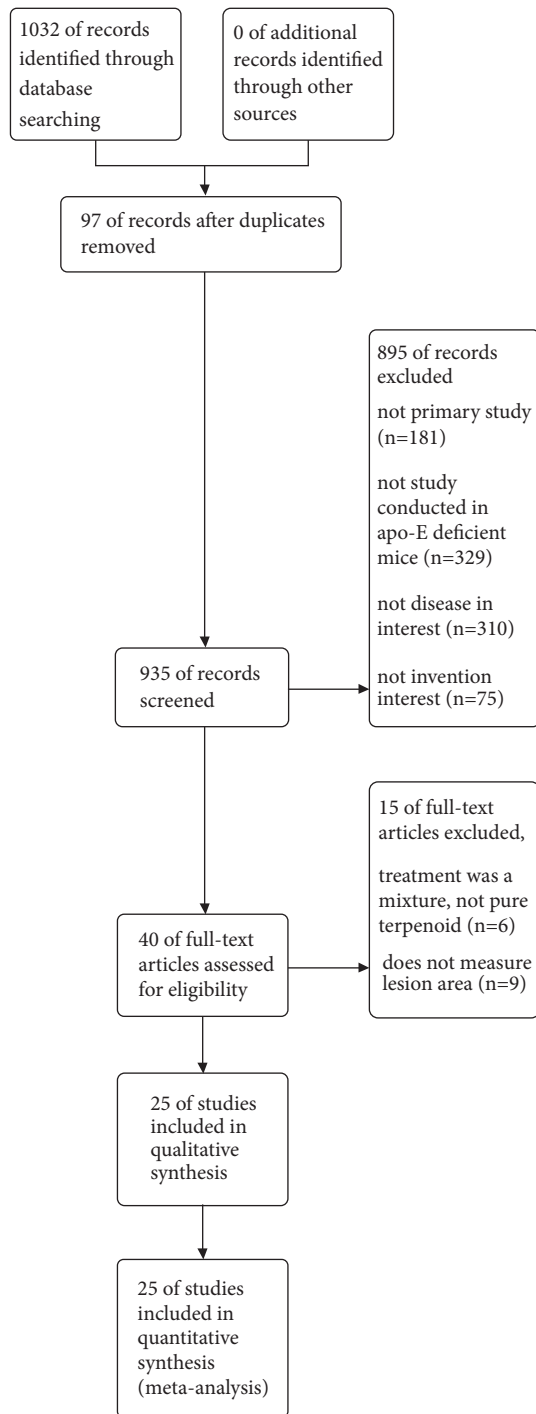 1032 of records
identified through
database
searching
0 of additional
records identified
through other
sources
97 of records after duplicates
removed
895 of records
excluded
not primary study
(n=181)
not study
conducted in
apo-E deficient
mice (n=329)
not disease in
interest (n=310)
not invention
interest (n=75)
935 of records
screened
15 of full-text
articles excluded,
treatment was a
mixture, not pure
terpenoid (n=6)
does not measure
lesion area (n=9)
40 of full-text
articles assessed
for eligibility
25 of studies
included in
qualitative
synthesis
25 of studies
included in
quantitative
synthesis
(meta-analysis)